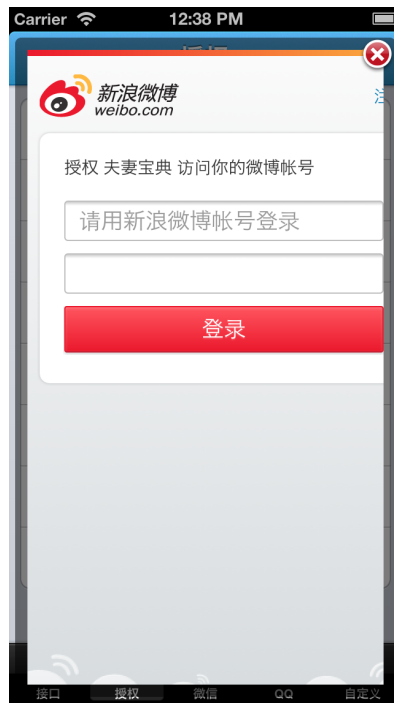 Carrier 12:38 PM
新浪微博
weibo.com
授权 夫妻宝典 访问你的微博帐号
请用新浪微博帐号登录
登录
接口 授权 微信 QQ 自定义